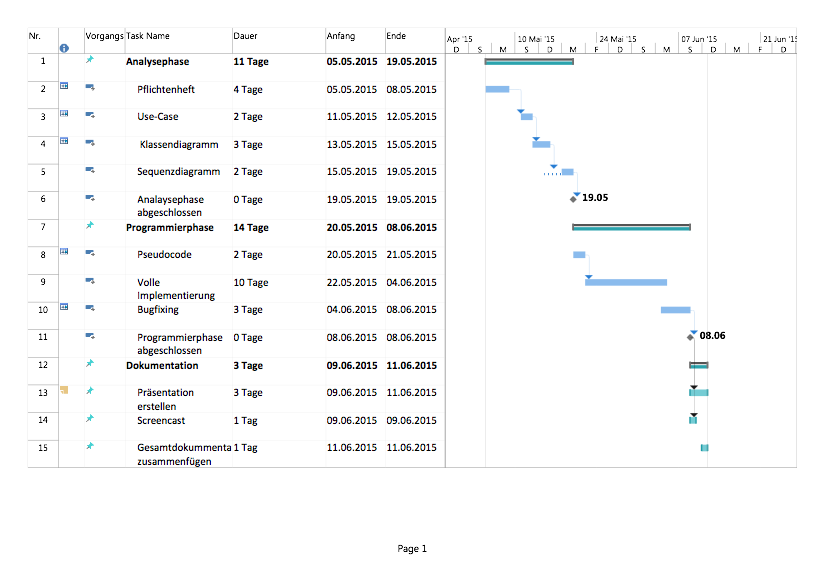 Nr. Vorgangs Task Name Dauer Anfang Ende Apr '15 10 Mai '15 24 Mai '15 07 Jun '15 21 Jun '15
D S M S D M F D S M S D M F D S
1 Analysephase 11 Tage 05.05.2015 19.05.2015
2 Pflichtenheft 4 Tage 05.05.2015 08.05.2015
3 Use-Case 2 Tage 11.05.2015 12.05.2015
4 Klassendiagramm 3 Tage 13.05.2015 15.05.2015
5 Sequenzdiagramm 2 Tage 15.05.2015 19.05.2015
6 Analaysephase 0 Tage 19.05.2015 19.05.2015 19.05
abgeschlossen
7 Programmierphase 14 Tage 20.05.2015 08.06.2015
8 Pseudocode 2 Tage 20.05.2015 21.05.2015
9 Volle 10 Tage 22.05.2015 04.06.2015
Implementierung
10 Bugfixing 3 Tage 04.06.2015 08.06.2015
11 Programmierphase 0 Tage 08.06.2015 08.06.2015 08.06
abgeschlossen
12 Dokumentation 3 Tage 09.06.2015 11.06.2015
13 Präsentation 3 Tage 09.06.2015 11.06.2015
erstellen
14 Screencast 1 Tag 09.06.2015 09.06.2015
15 Gesamtdokummenta 1 Tag 11.06.2015 11.06.2015
zusammenfügen
Page 1